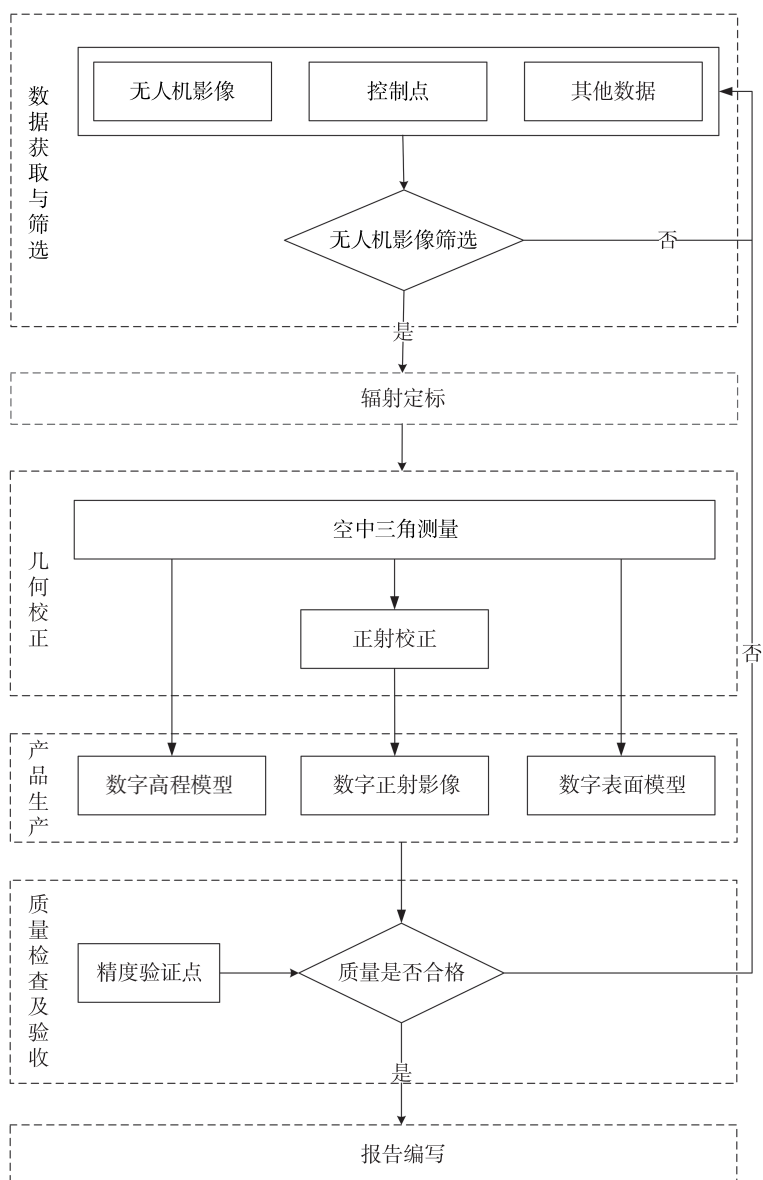 数据获取与筛选
无人机影像
控制点
其他数据
无人机影像筛选
否
是
辐射定标
几何校正
空中三角测量
正射校正
否
产品生产
数字高程模型
数字正射影像
数字表面模型
质量检查及验收
精度验证点
质量是否合格
是
报告编写